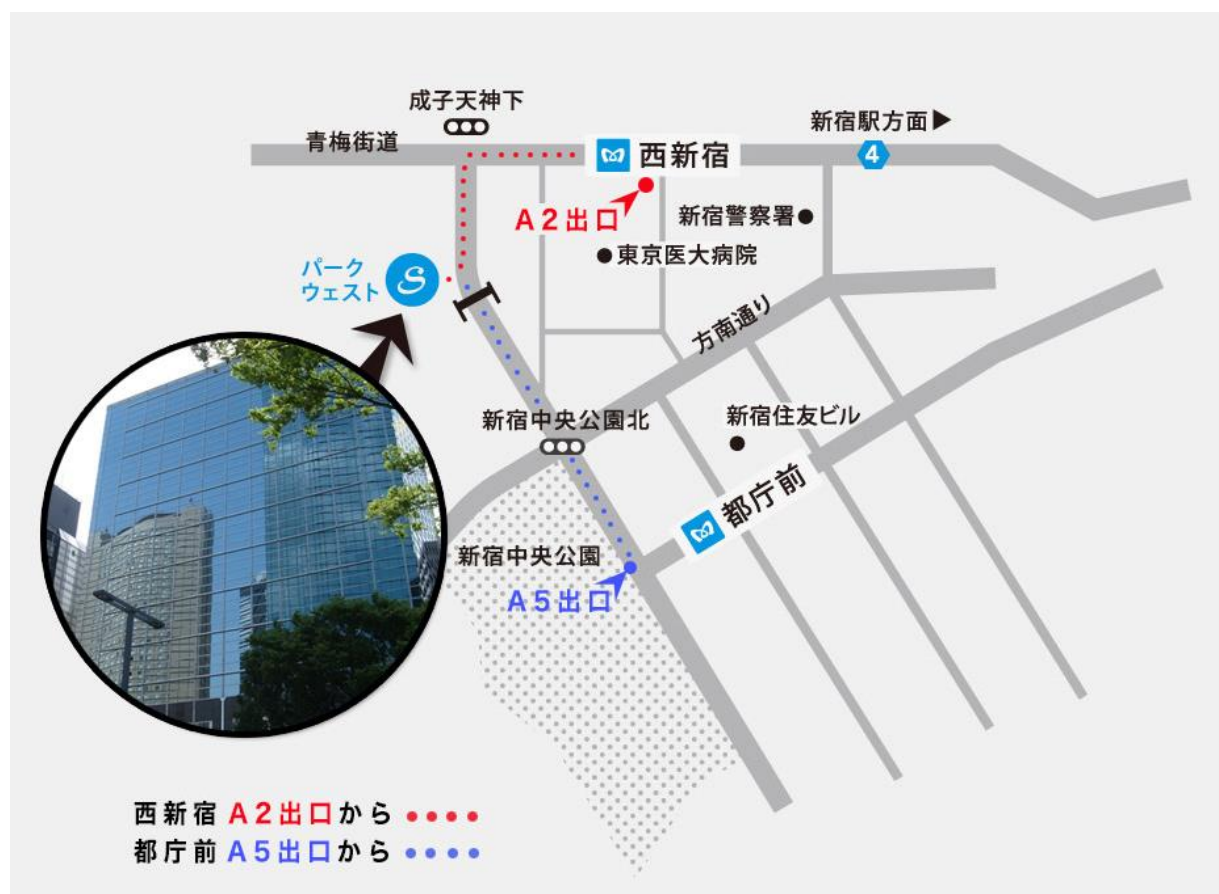 成子天神下
青梅街道
西新宿
新宿駅方面▶
4
A2出口
新宿警察署
東京医大病院
パーク
ウェスト
S
方南通り
新宿中央公園北
新宿住友ビル
都庁前
新宿中央公園
A5出口
西新宿 A2出口から
都庁前 A5出口から